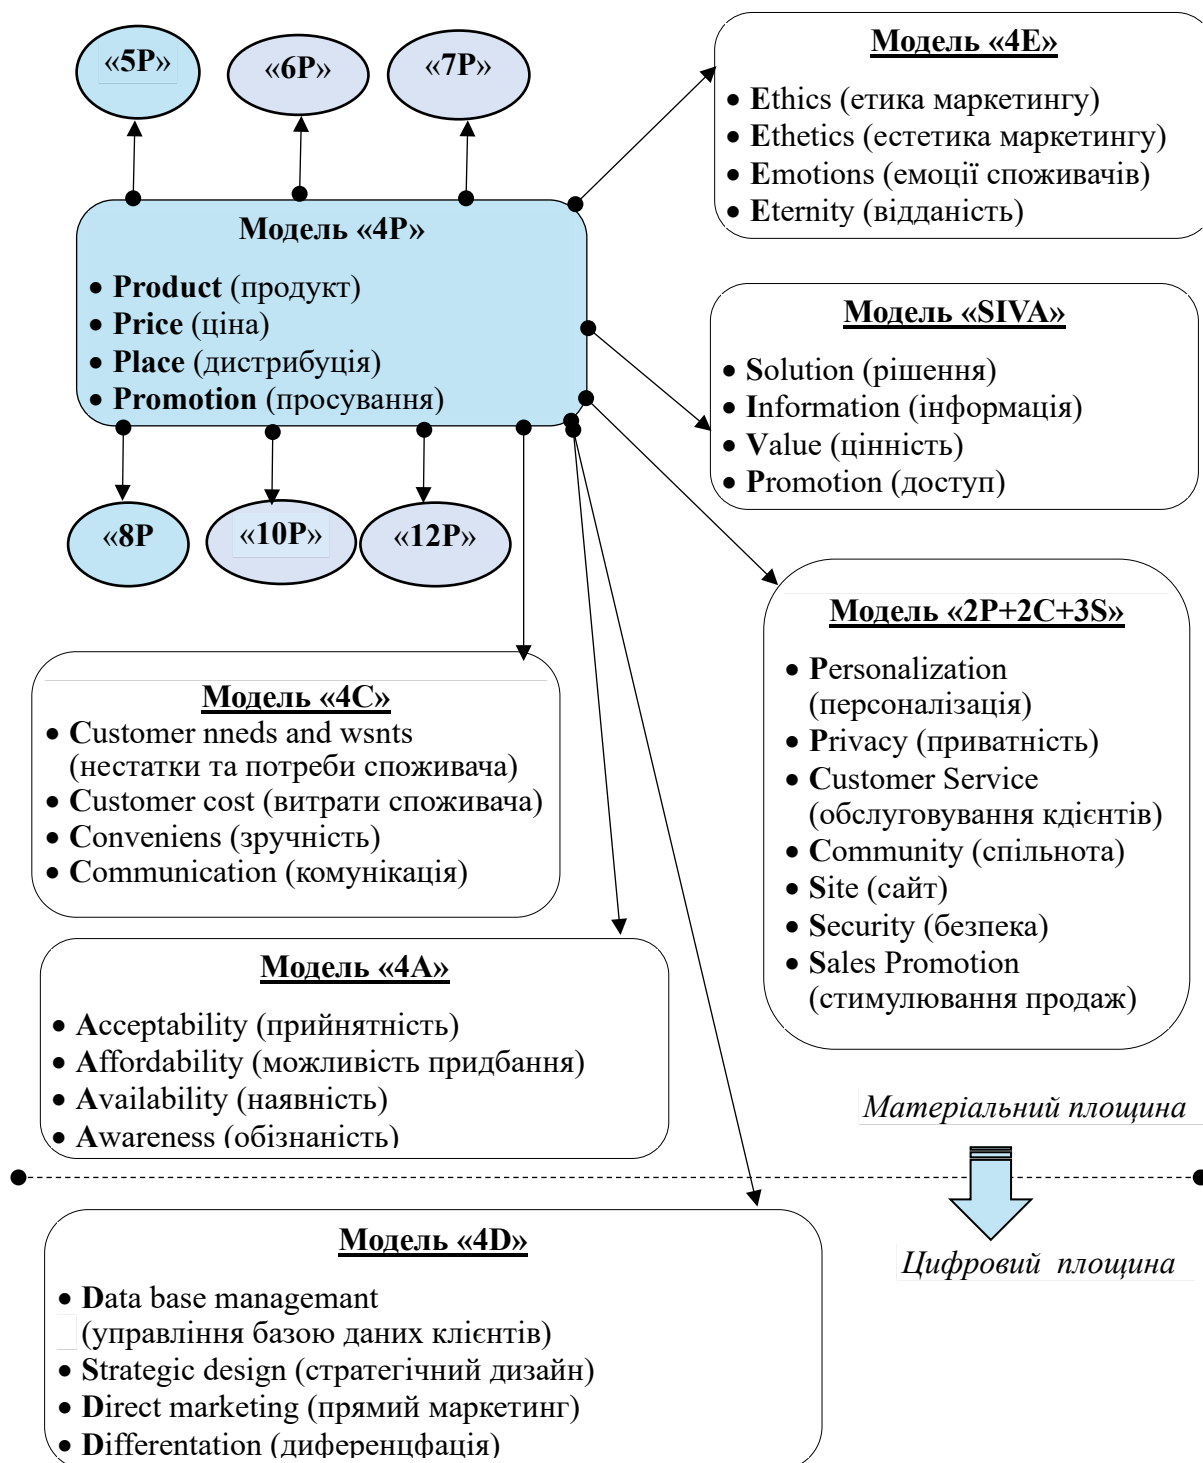 «5P»
«6P»
«7P»
Модель «4P»
• Product (продукт)
• Price (ціна)
• Place (дистрибуція)
• Promotion (просування)
«8P
«10P»
«12P»
Модель «4E»
• Ethics (етика маркетингу)
• Ethetics (естетика маркетингу)
• Emotions (емоції споживачів)
• Eternity (відданість)
Модель «SIVA»
• Solution (рішення)
• Information (інформація)
• Value (цінність)
• Promotion (доступ)
Модель «2P+2C+3S»
• Personalization
(персоналізація)
• Privacy (приватність)
• Customer Service
(обслуговування кдієнтів)
• Community (спільнота)
• Site (сайт)
• Security (безпека)
• Sales Promotion
(стимулювання продаж)
Модель «4C»
• Customer nneds and wsnts
(нестатки та потреби споживача)
• Customer cost (витрати споживача)
• Conveniens (зручність)
• Communication (комунікація)
Модель «4A»
• Acceptability (прийнятність)
• Affordability (можливість придбання)
• Availability (наявність)
• Awareness (обізнаність)
Матеріальний площина
Цифровий площина
Модель «4D»
• Data base managemant
(управління базою даних клієнтів)
• Strategic design (стратегічний дизайн)
• Direct marketing (прямий маркетинг)
• Differentation (диференцфація)